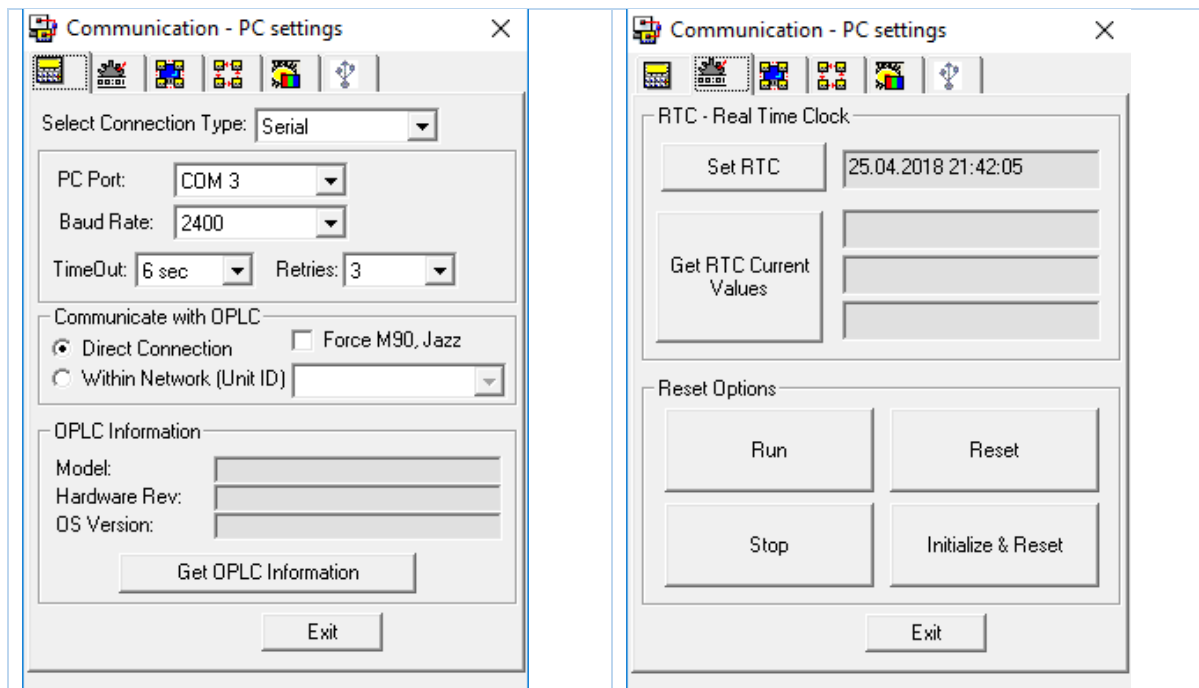 Communication - PC settings
Select Connection Type: Serial
PC Port: COM 3
Baud Rate: 2400
TimeOut: 6 sec Retries: 3
Communicate with OPLC
Direct Connection Force M90, Jazz
Within Network (Unit ID)
OPLC Information
Model:
Hardware Rev:
OS Version:
Get OPLC Information
Exit
Communication - PC settings
RTC - Real Time Clock
Set RTC 25.04.2018 21:42:05
Get RTC Current
Values
Reset Options
Run Reset
Stop Initialize & Reset
Exit